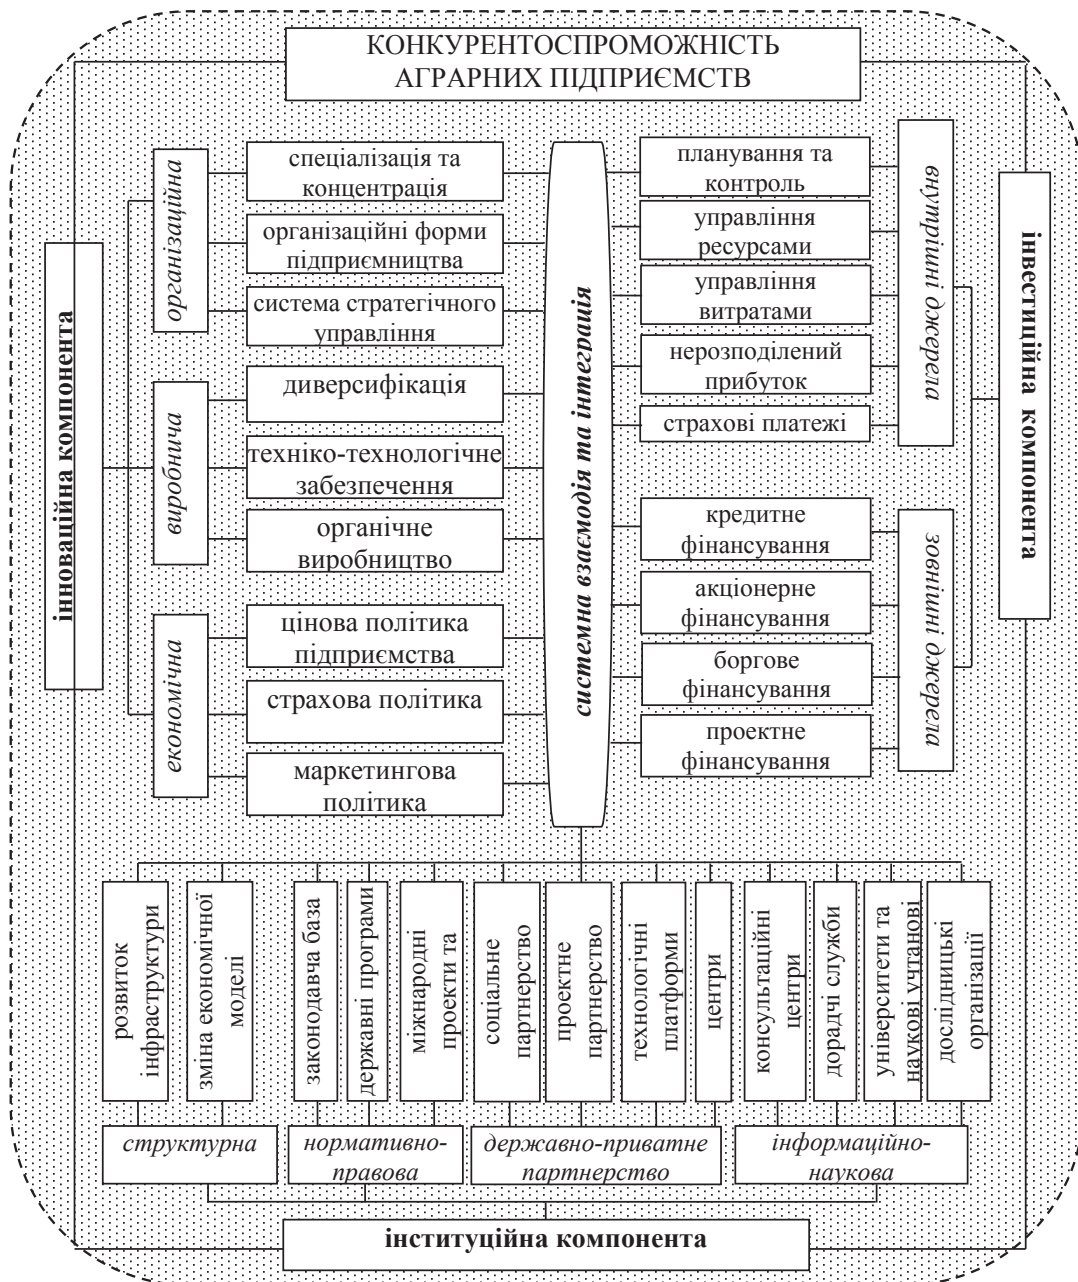 КОНКУРЕНТОСПРОМОЖНІСТЬ
АГРАРНИХ ПІДПРИЄМСТВ
інноваційна компонента
організаційна
спеціалізація та
концентрація
організаційні форми
підприємництва
система стратегічного
управління
виробнича
диверсифікація
техніко-технологічне
забезпечення
органічне
виробництво
економічна
цінова політика
підприємства
страхова політика
маркетингова
політика
системна взаємодія та інтеграція
планування та
контроль
управління
ресурсами
управління
витратами
нерозподілений
прибуток
страхові платежі
внутрішні джерела
кредитне
фінансування
акціонерне
фінансування
боргове
фінансування
проектне
фінансування
зовнішні джерела
інвестиційна компонента
розвиток
інфраструктури
зміна економічної
моделі
законодавча база
державні програми
міжнародні
проекти та
соціальне
партнерство
проектне
партнерство
технологічні
платформи
центри
консультаційні
центри
дорадчі служби
університети та
наукові учтанові
дослідницькі
організації
структурна
нормативно-
правова
державно-приватне
партнерство
інформаційно-
наукова
інституційна компонента